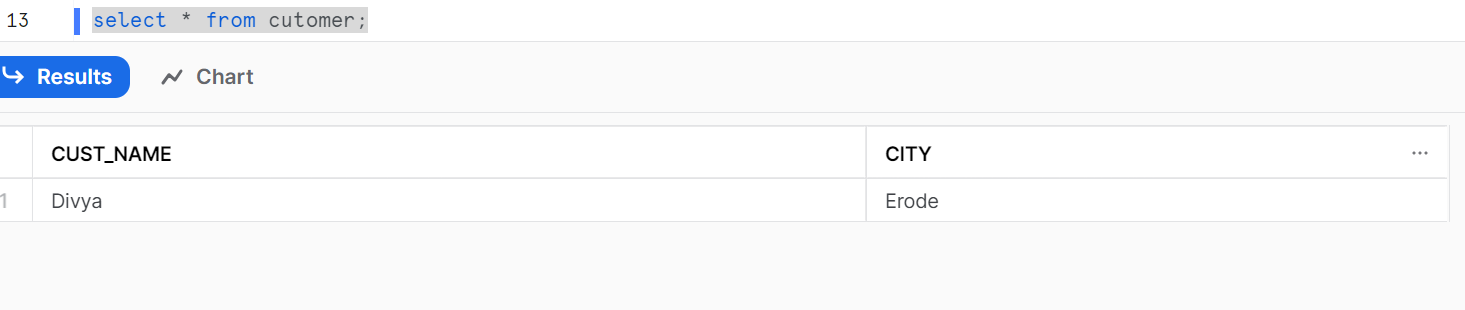 13 select * from cutomer;
Results Chart
CUST_NAME CITY ...
1 Divya Erode